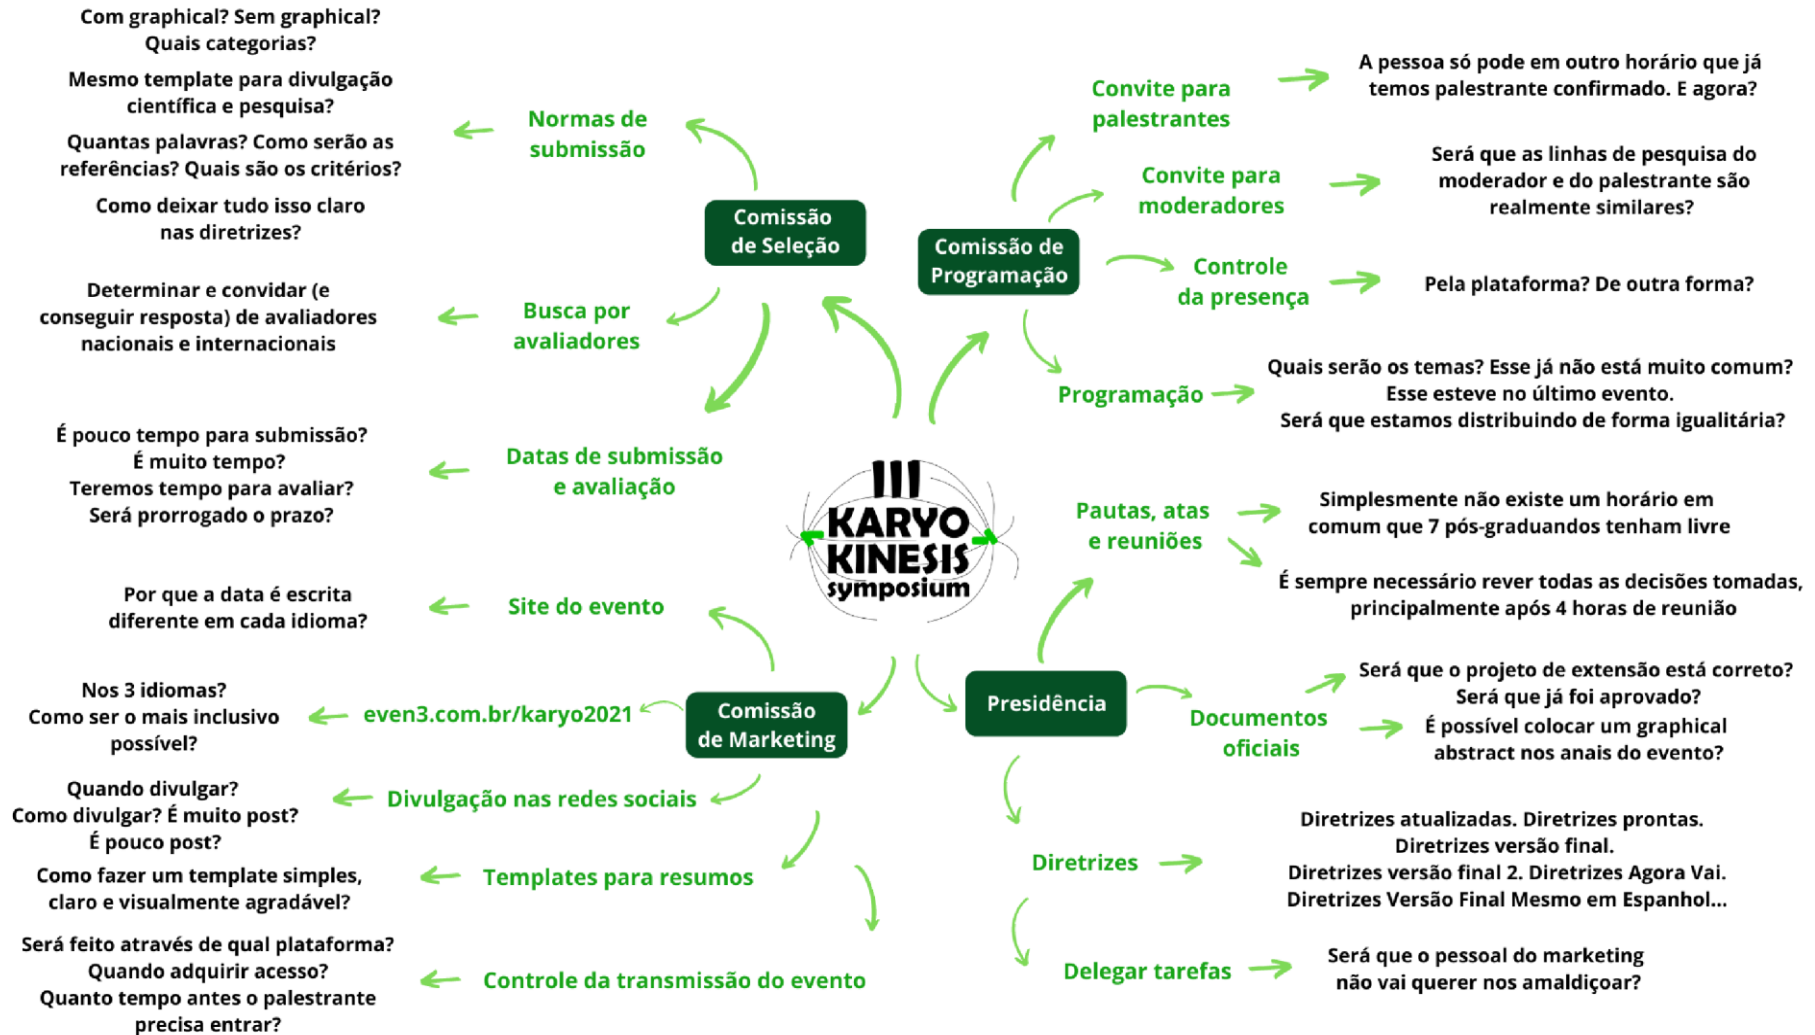 Com graphical? Sem graphical?
Quais categorias?
Mesmo template para divulgação
científica e pesquisa?
Quantas palavras? Como serão as
referências? Quais são os critérios?
Como deixar tudo isso claro
nas diretrizes?
Normas de
submissão
Comissão
de Seleção
Determinar e convidar (e
conseguir resposta) de avaliadores
nacionais e internacionais
Busca por
avaliadores
É pouco tempo para submissão?
É muito tempo?
Teremos tempo para avaliar?
Será prorrogado o prazo?
Datas de submissão
e avaliação
Comissão de
Programação
Convite para
palestrantes
A pessoa só pode em outro horário que já
temos palestrante confirmado. E agora?
Convite para
moderadores
Será que as linhas de pesquisa do
moderador e do palestrante são
realmente similares?
Controle
da presença
Pela plataforma? De outra forma?
Programação
Quais serão os temas? Esse já não está muito comum?
Esse esteve no último evento.
Será que estamos distribuindo de forma igualitária?
III
KARYO
KINESIS
symposium
Por que a data é escrita
diferente em cada idioma?
Site do evento
Nos 3 idiomas?
Como ser o mais inclusivo
possível?
even3.com.br/karyo2021
Comissão
de Marketing
Quando divulgar?
Como divulgar? É muito post?
É pouco post?
Divulgação nas redes sociais
Como fazer um template simples,
claro e visualmente agradável?
Templates para resumos
Será feito através de qual plataforma?
Quando adquirir acesso?
Quanto tempo antes o palestrante
precisa entrar?
Controle da transmissão do evento
Pautas, atas
e reuniões
Simplesmente não existe um horário em
comum que 7 pós-graduandos tenham livre
É sempre necessário rever todas as decisões tomadas,
principalmente após 4 horas de reunião
Presidência
Documentos
oficiais
Será que o projeto de extensão está correto?
Será que já foi aprovado?
É possível colocar um graphical
abstract nos anais do evento?
Diretrizes
Diretrizes atualizadas. Diretrizes prontas.
Diretrizes versão final.
Diretrizes versão final 2. Diretrizes Agora Vai.
Diretrizes Versão Final Mesmo em Espanhol...
Delegar tarefas
Será que o pessoal do marketing
não vai querer nos amaldiçoar?